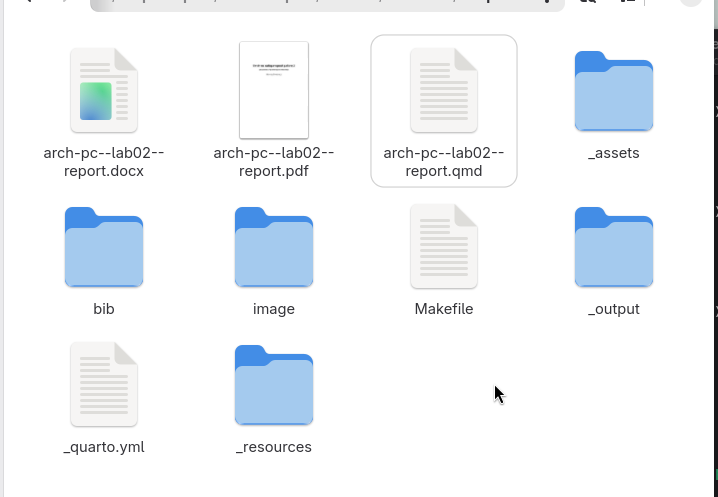 arch-pc--lab02--
report.docx
arch-pc--lab02--
report.pdf
arch-pc--lab02--
report.qmd
_assets
bib
image
Makefile
_output
_quarto.yml
_resources